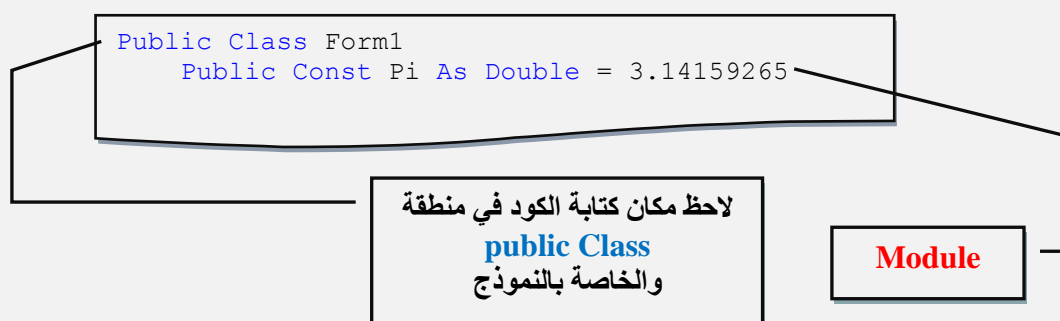 Public Class Form1
Public Const Pi As Double = 3.14159265
لاحظ مكان كتابة الكود في منطقة
public Class
والخاصة بالنموذج
Module